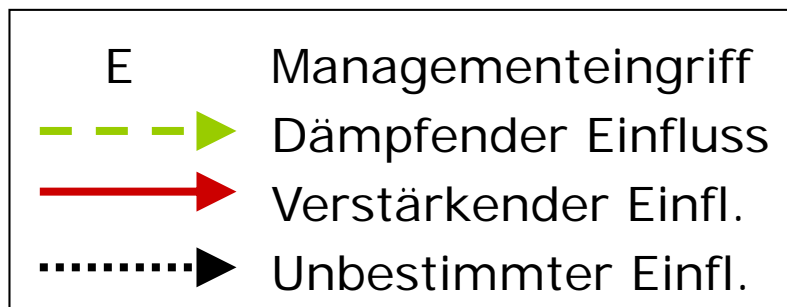 E Managementeingriff
Dämpfender Einfluss
Verstärkender Einfl.
Unbestimmter Einfl.